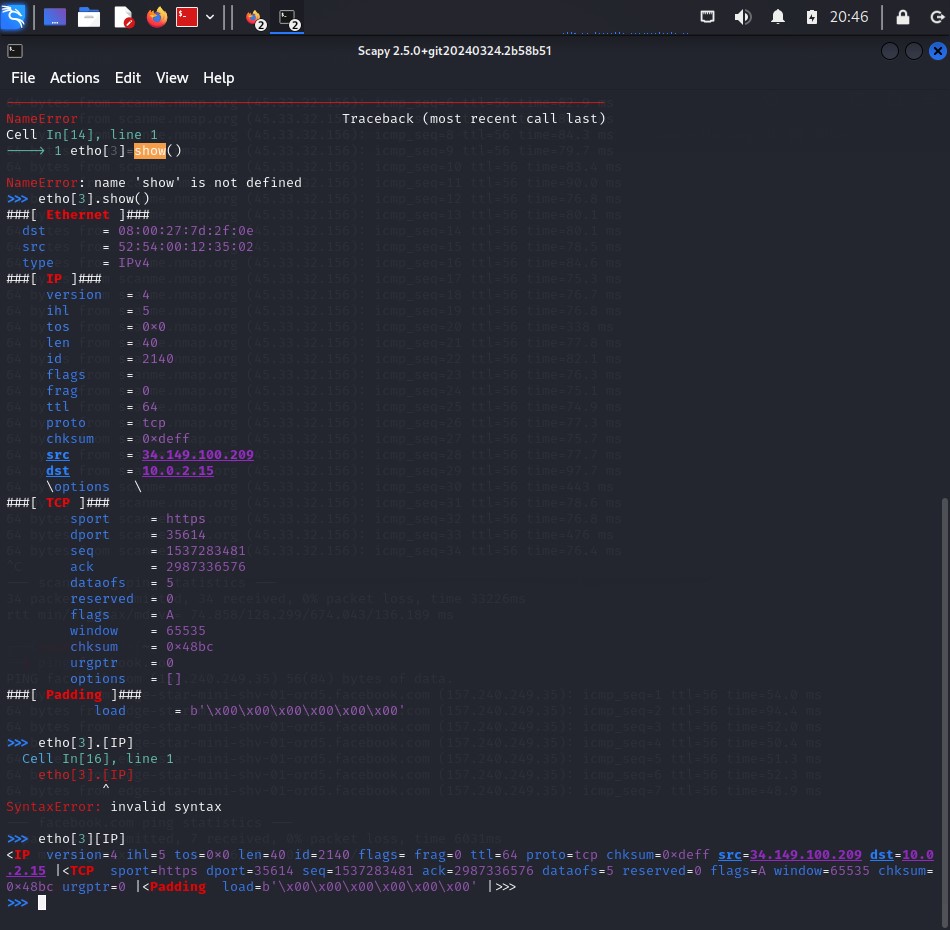 2
2
20:46
Scapy 2.5.0+git20240324.2b58b51
File Actions Edit View Help
NameError Traceback (most recent call last)
Cell In[14], line 1
----> 1 etho[3]=show()
NameError: name 'show' is not defined
>>> etho[3].show()
###[ Ethernet ]###
dst = 08:00:27:7d:2f:0e
src = 52:54:00:12:35:02
type = IPv4
###[ IP ]###
version = 4
ihl = 5
tos = 0x0
len = 40
id = 2140
flags =
frag = 0
ttl = 64
proto = tcp
chksum = 0xdeff
src = 34.149.100.209
dst = 10.0.2.15
\options \
###[ TCP ]###
sport = https
dport = 35614
seq = 1537283481
ack = 2987336576
dataofs = 5
reserved = 0
flags = A
window = 65535
chksum = 0x48bc
urgptr = 0
options = []
###[ Padding ]###
load = b'\x00\x00\x00\x00\x00\x00'
>>> etho[3].[IP]
Cell In[16], line 1
etho[3].[IP]
^
SyntaxError: invalid syntax
>>> etho[3][IP]
<IP version=4 ihl=5 tos=0x0 len=40 id=2140 flags= frag=0 ttl=64 proto=tcp chksum=0xdeff src=34.149.100.209 dst=10.0
.2.15 |<TCP sport=https dport=35614 seq=1537283481 ack=2987336576 dataofs=5 reserved=0 flags=A window=65535 chksum=
0x48bc urgptr=0 |<Padding load=b'\x00\x00\x00\x00\x00\x00' |>>>
>>>